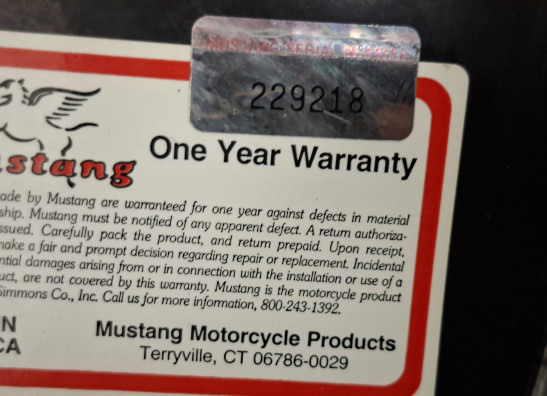 MUSTANG SERIAL NUMBER
229218
One Year Warranty
stang
ade by Mustang are warranteed for one year against defects in material
ship. Mustang must be notified of any apparent defect. A return authoriza-
ssued. Carefully pack the product, and return prepaid. Upon receipt,
make a fair and prompt decision regarding repair or replacement. Incidental
ntial damages arising from or in connection with the installation or use of a
uct, are not covered by this warranty. Mustang is the motorcycle product
Simmons Co., Inc. Call us for more information, 800-243-1392.
N
CA
Mustang Motorcycle Products
Terryville, CT 06786-0029